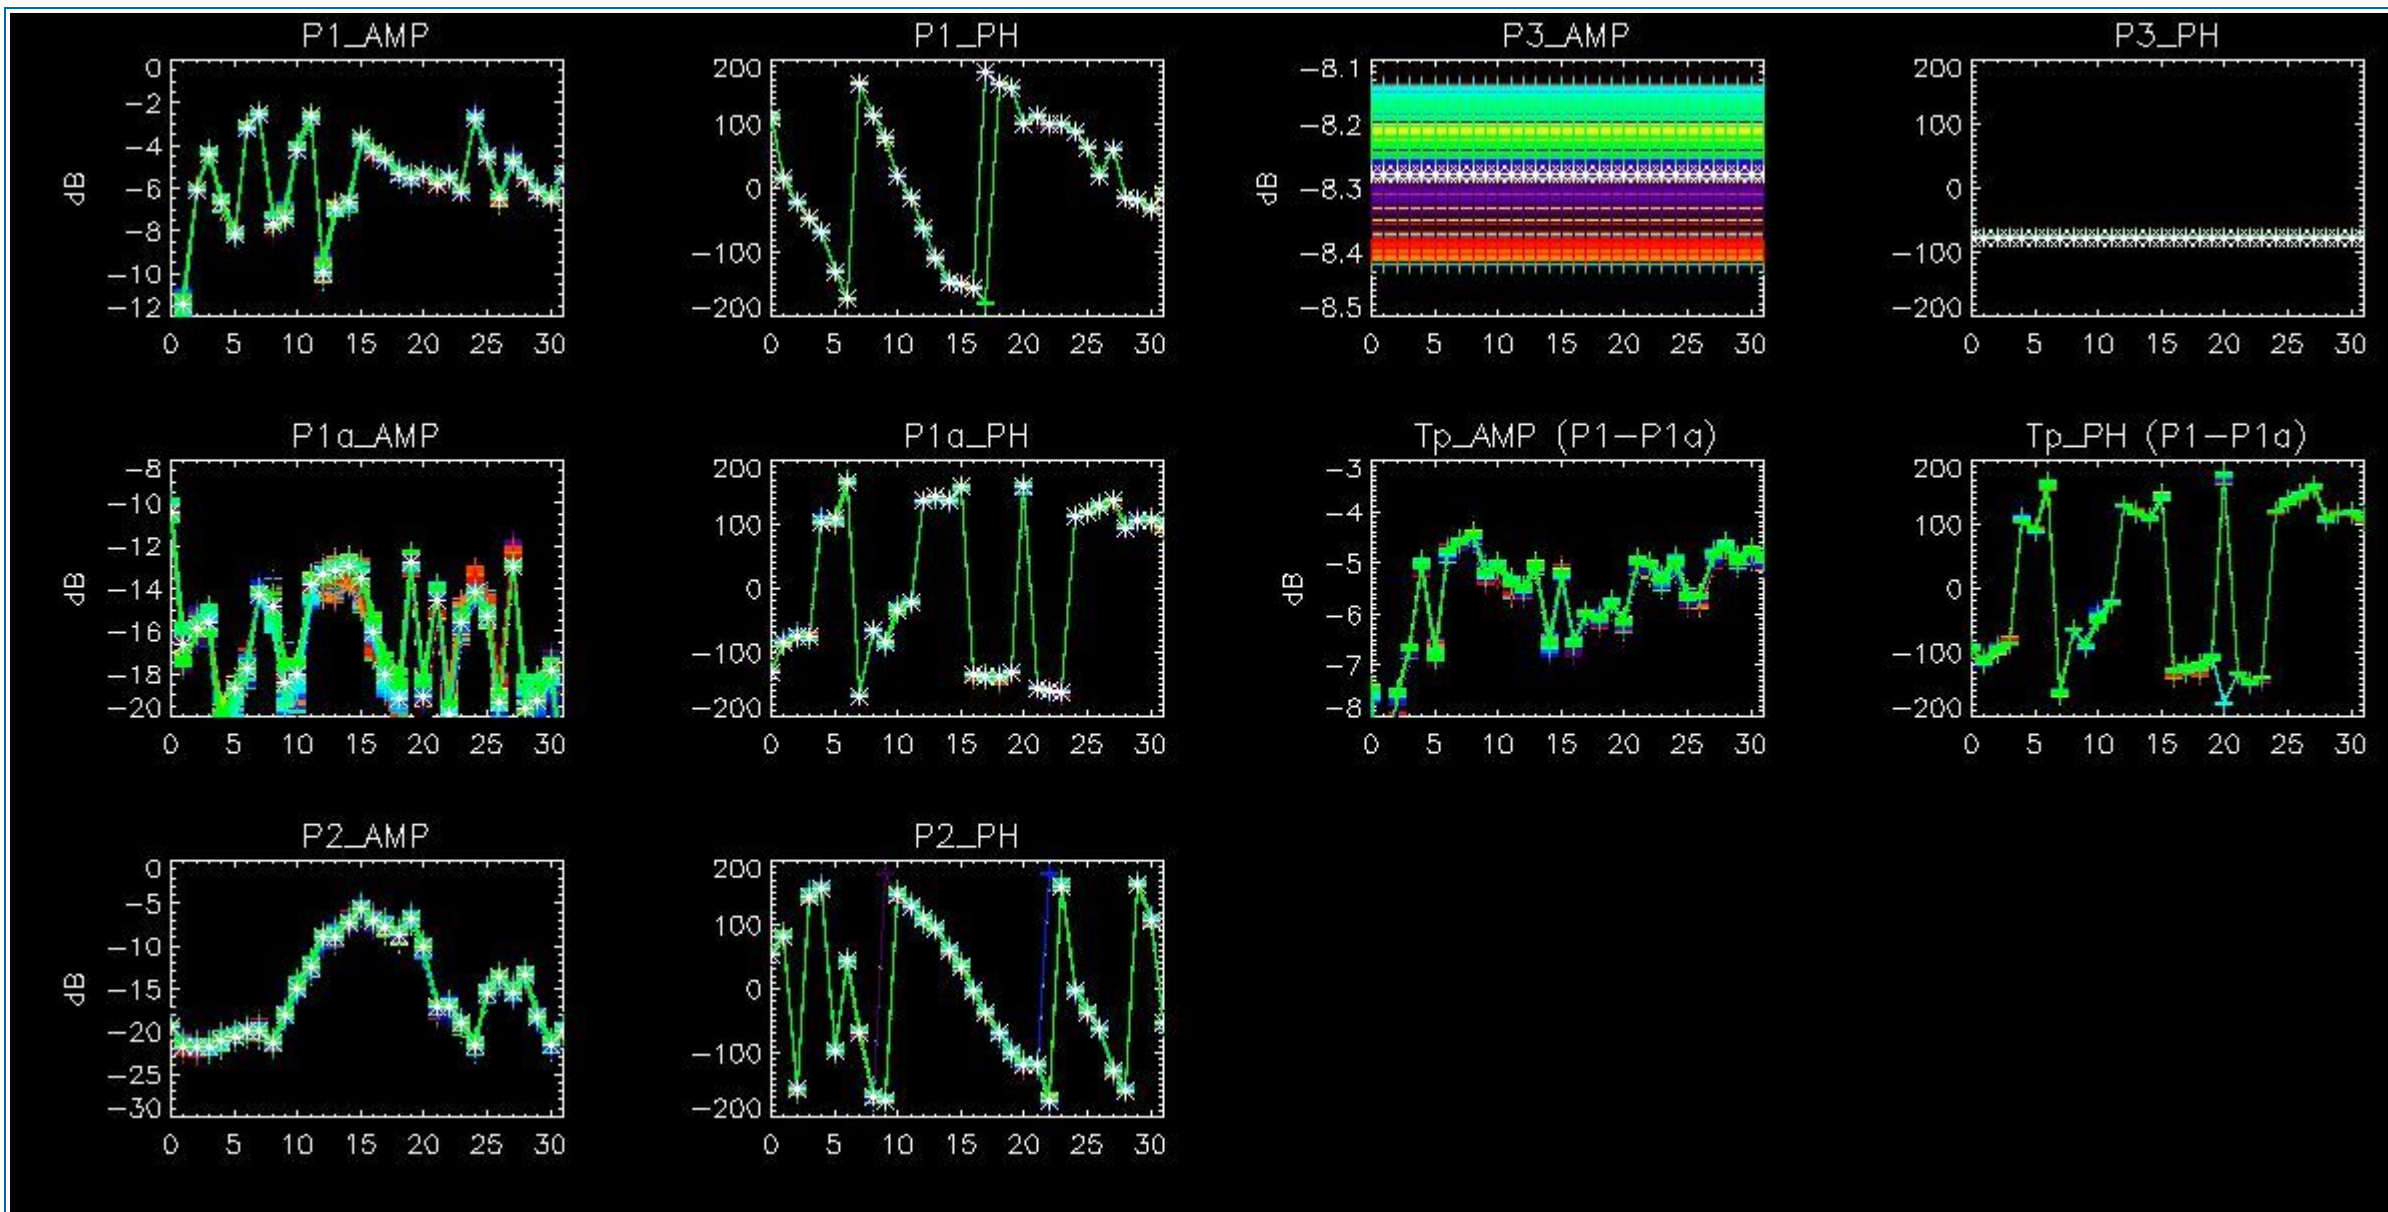 P1_AMP P1_PH P3_AMP P3_PH
0 200 -8.1 200
-2
-4 100 -8.2 100
dB -6 0 dB -8.3 0
-8
-10 -100 -8.4 -100
-12 -200 -8.5 -200
0 5 10 15 20 25 30 0 5 10 15 20 25 30 0 5 10 15 20 25 30 0 5 10 15 20 25 30
P1a_AMP P1a_PH Tp_AMP (P1-P1a) Tp_PH (P1-P1a)
-8 200 -3 200
-10 100 -4 100
-12
dB -14 0 dB -5 0
-16 -6
-18 -100 -7 -100
-20 -200 -8 -200
0 5 10 15 20 25 30 0 5 10 15 20 25 30 0 5 10 15 20 25 30 0 5 10 15 20 25 30
P2_AMP P2_PH
0 200
-5 100
-10
dB -15 0
-20 -100
-25
-30 -200
0 5 10 15 20 25 30 0 5 10 15 20 25 30